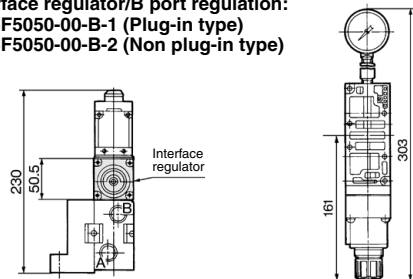 face regulator/B port regulation:
F5050-00-B-1 (Plug-in type)
F5050-00-B-2 (Non plug-in type)
Interface
regulator
230
50.5
B
A
161
303